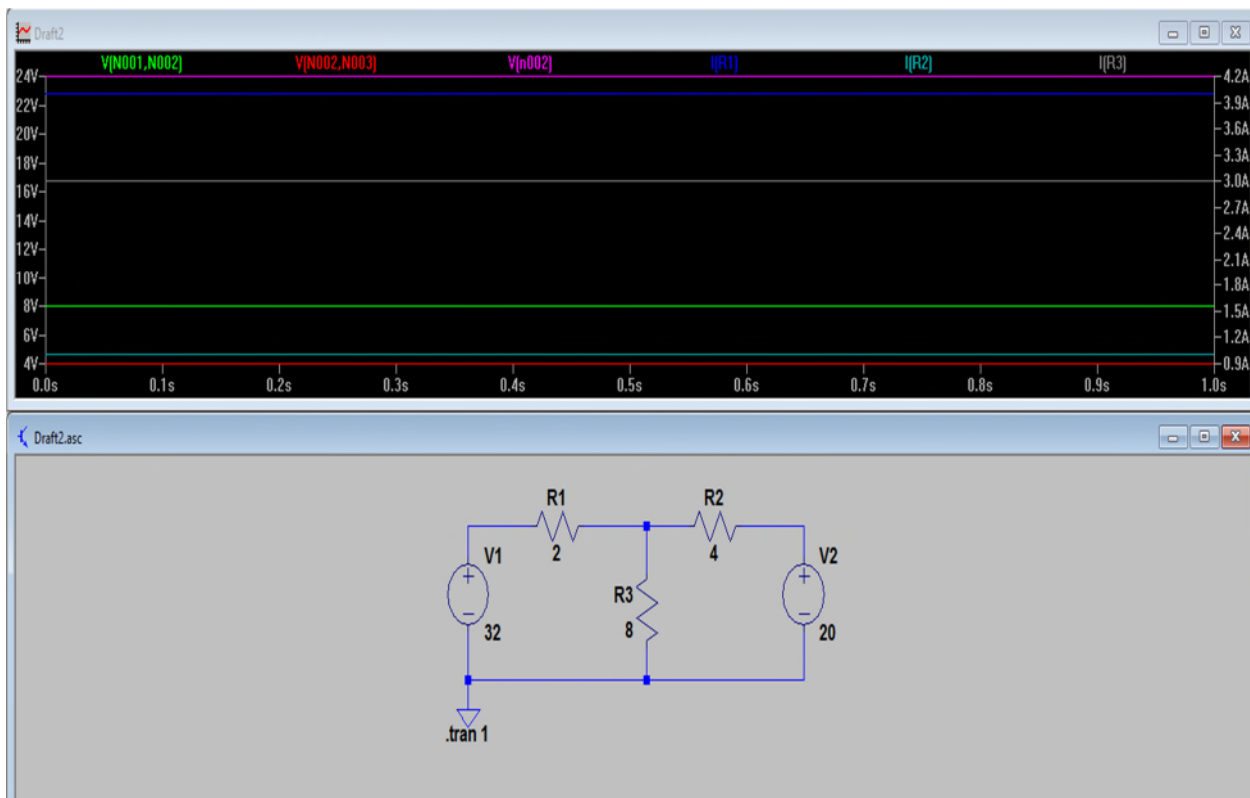 Draft2
V(N001,N002) V(N002,N003) V(n002) I(R1) I(R2) I(R3)
24V 4.2A
22V 3.9A
20V 3.6A
18V 3.3A
16V 3.0A
14V 2.7A
12V 2.4A
10V 2.1A
8V 1.8A
6V 1.5A
4V 1.2A
0.9A
0.0s 0.1s 0.2s 0.3s 0.4s 0.5s 0.6s 0.7s 0.8s 0.9s 1.0s
Draft2.asc
R1 R2
2 4
V1 V2
R3
8
32 20
.tran 1